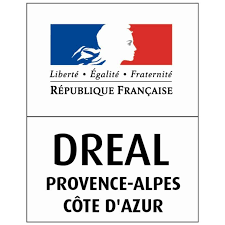 Liberté • Égalité • Fraternité
RÉPUBLIQUE FRANÇAISE
DREAL
PROVENCE-ALPES
CÔTE D'AZUR